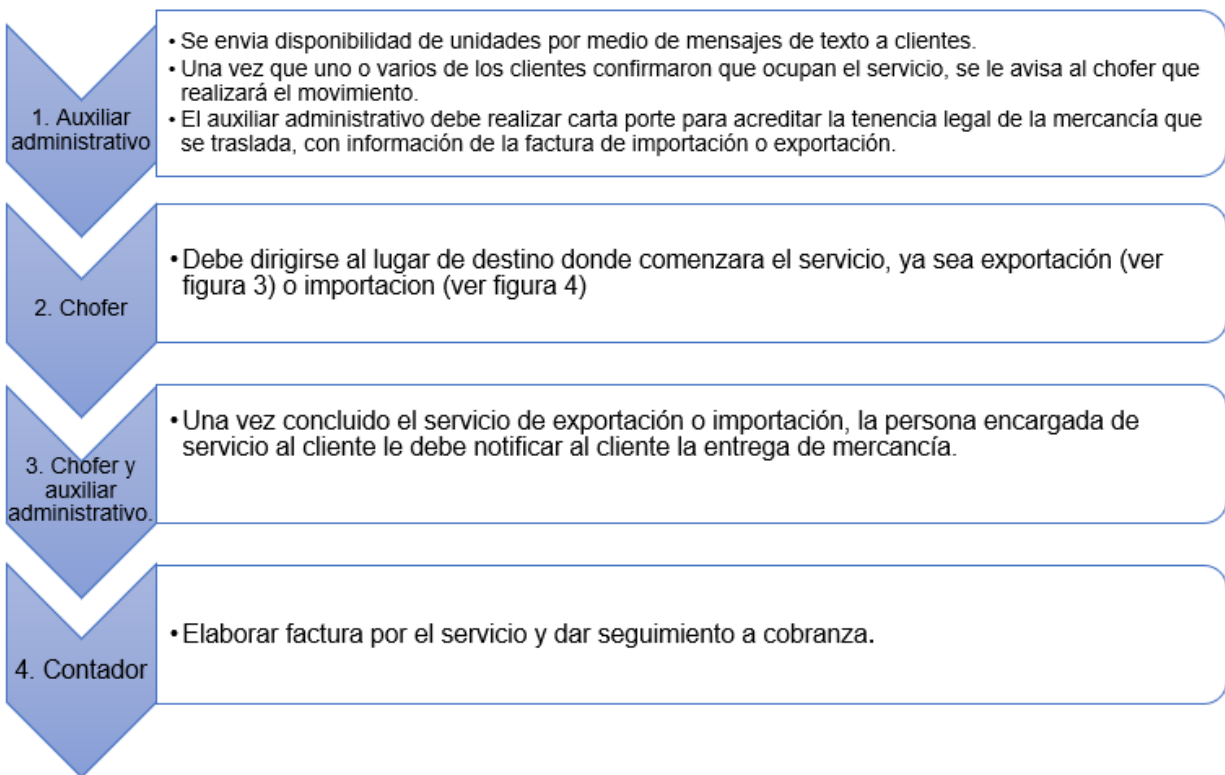 1. Auxiliar
administrativo
• Se envia disponibilidad de unidades por medio de mensajes de texto a clientes.
• Una vez que uno o varios de los clientes confirmaron que ocupan el servicio, se le avisa al chofer que
realizará el movimiento.
• El auxiliar administrativo debe realizar carta porte para acreditar la tenencia legal de la mercancía que
se traslada, con información de la factura de importación o exportación.
2. Chofer
• Debe dirigirse al lugar de destino donde comenzara el servicio, ya sea exportación (ver
figura 3) o importacion (ver figura 4)
3. Chofer y
auxiliar
administrativo.
• Una vez concluido el servicio de exportación o importación, la persona encargada de
servicio al cliente le debe notificar al cliente la entrega de mercancía.
4. Contador
• Elaborar factura por el servicio y dar seguimiento a cobranza.